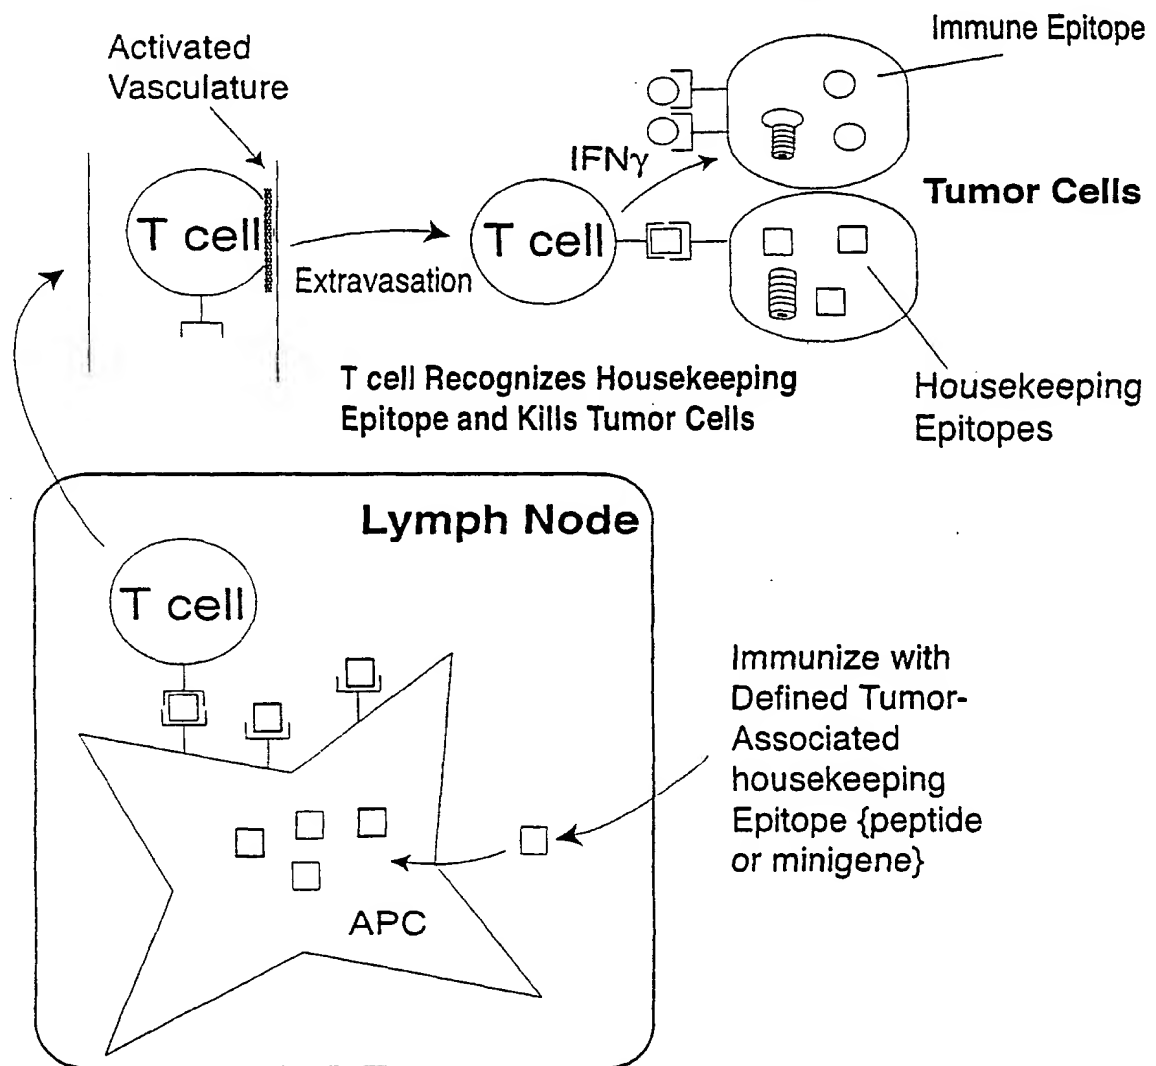 Activated
Vasculature
Immune Epitope
IFNγ
T cell
T cell
Tumor Cells
Extravasation
T cell Recognizes Housekeeping
Epitope and Kills Tumor Cells
Housekeeping
Epitopes
Lymph Node
T cell
Immunize with
Defined Tumor-
Associated
housekeeping
Epitope {peptide
or minigene}
APC